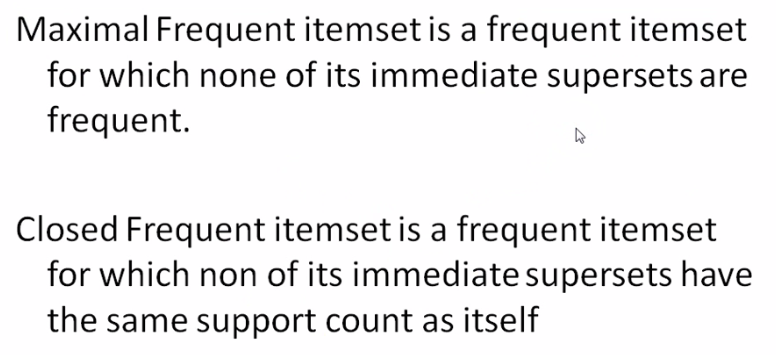 Maximal Frequent itemset is a frequent itemset
for which none of its immediate supersets are
frequent.
Closed Frequent itemset is a frequent itemset
for which non of its immediate supersets have
the same support count as itself